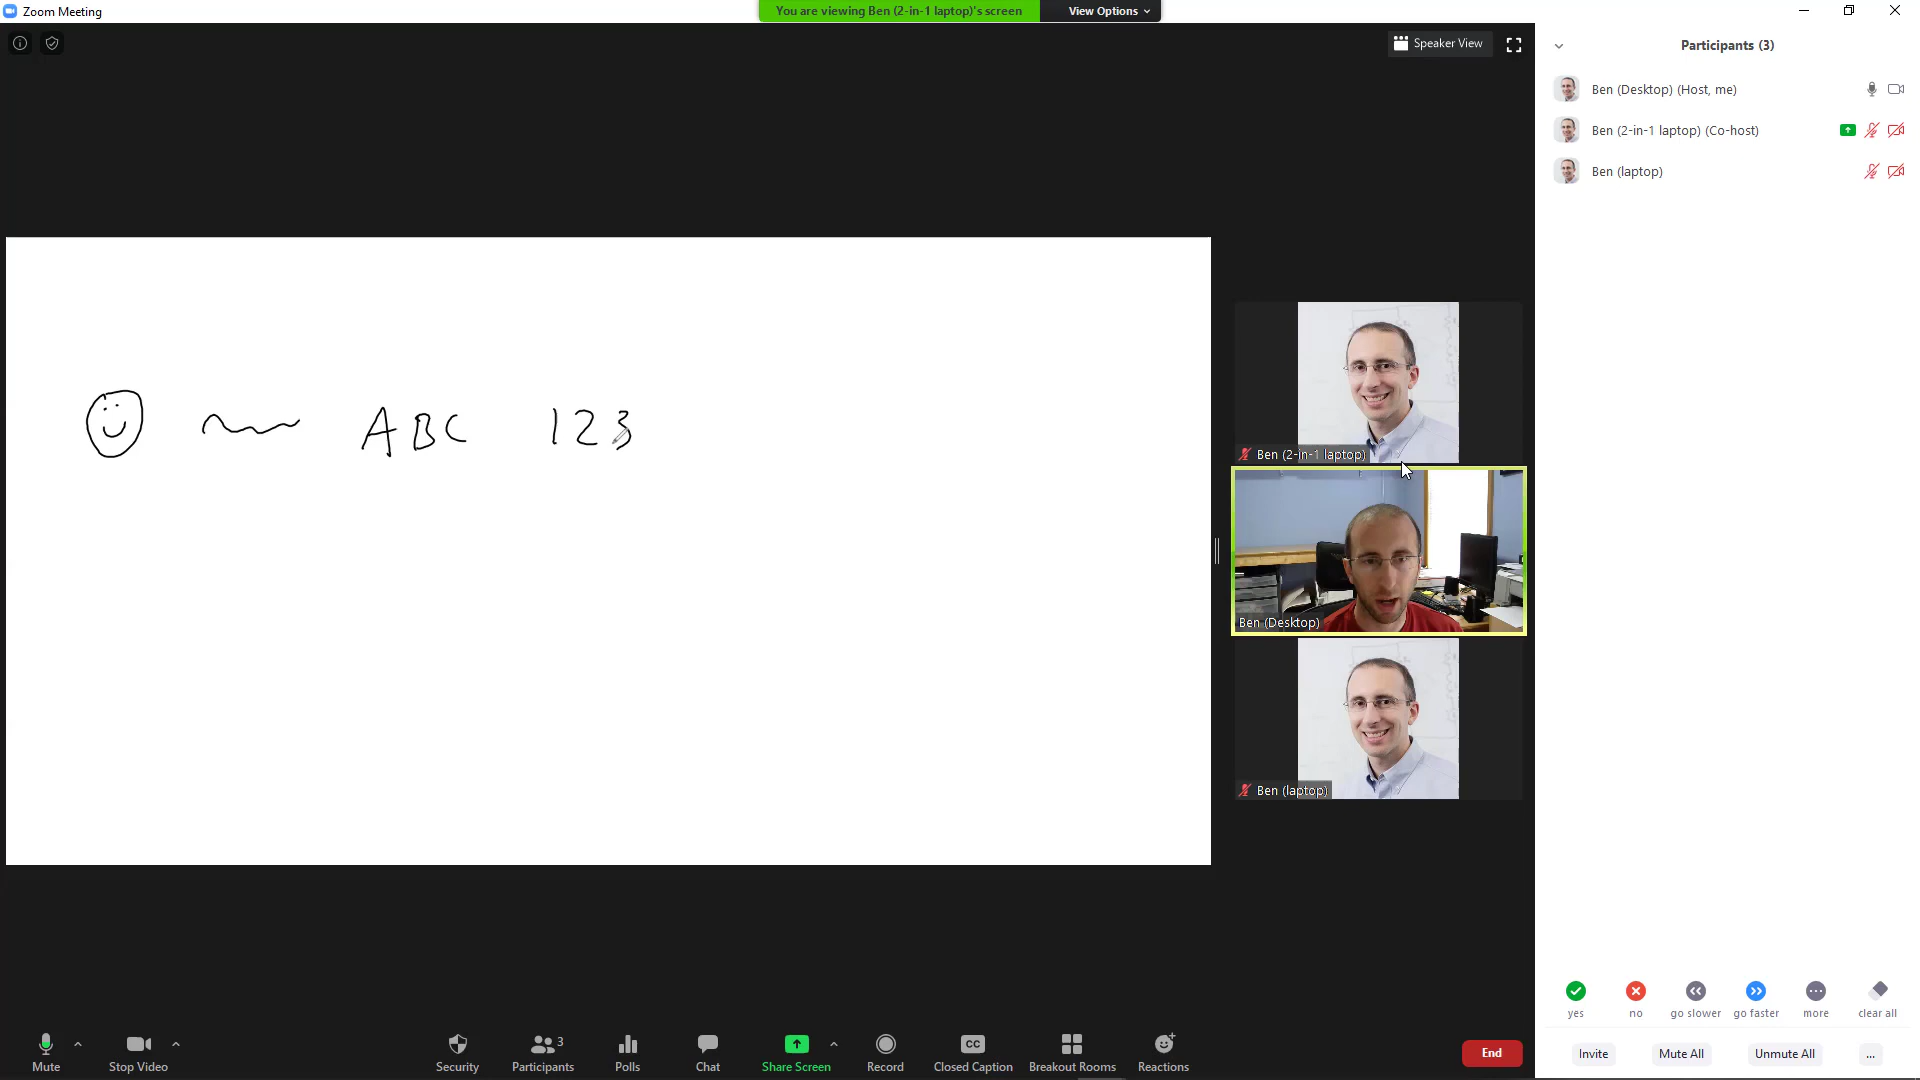 Zoom Meeting
You are viewing Ben (2-in-1 laptop)'s screen View Options
Speaker View
Participants (3)
Ben (Desktop) (Host, me)
Ben (2-in-1 laptop) (Co-host)
Ben (laptop)
ABC 123
Ben (2-in-1 laptop)
Ben (Desktop)
Ben (laptop)
yes no go slower go faster more clear all
Invite Mute All Unmute All ...
3
CC
Mute Stop Video Security Participants Polls Chat Share Screen Record Closed Caption Breakout Rooms Reactions End